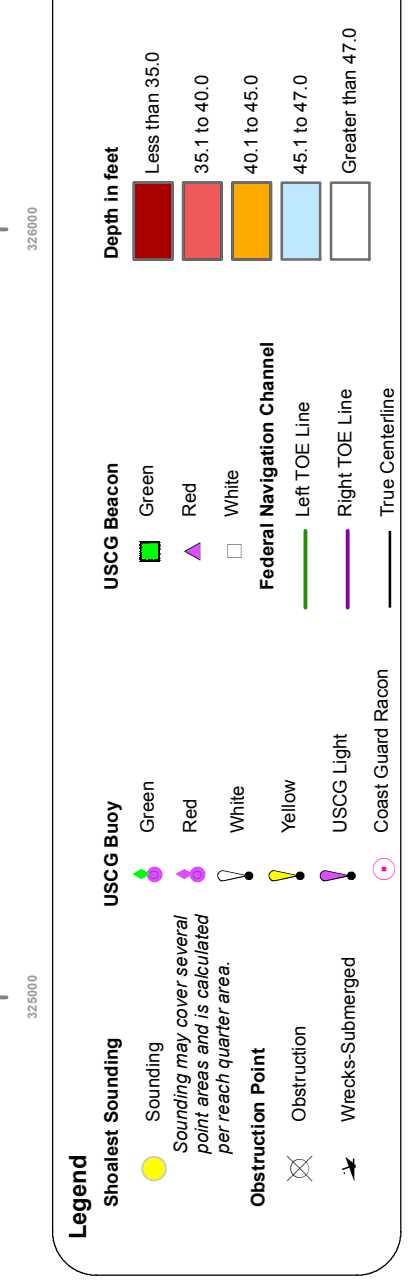 325000
326000
Legend
Shoalest Sounding
Sounding
Sounding may cover several
point areas and is calculated
per reach quarter area.
Obstruction Point
Obstruction
Wrecks-Submerged
USCG Buoy
Green
Red
White
Yellow
USCG Light
Coast Guard Racon
USCG Beacon
Green
Red
White
Federal Navigation Channel
Left TOE Line
Right TOE Line
True Centerline
Depth in feet
Less than 35.0
35.1 to 40.0
40.1 to 45.0
45.1 to 47.0
Greater than 47.0